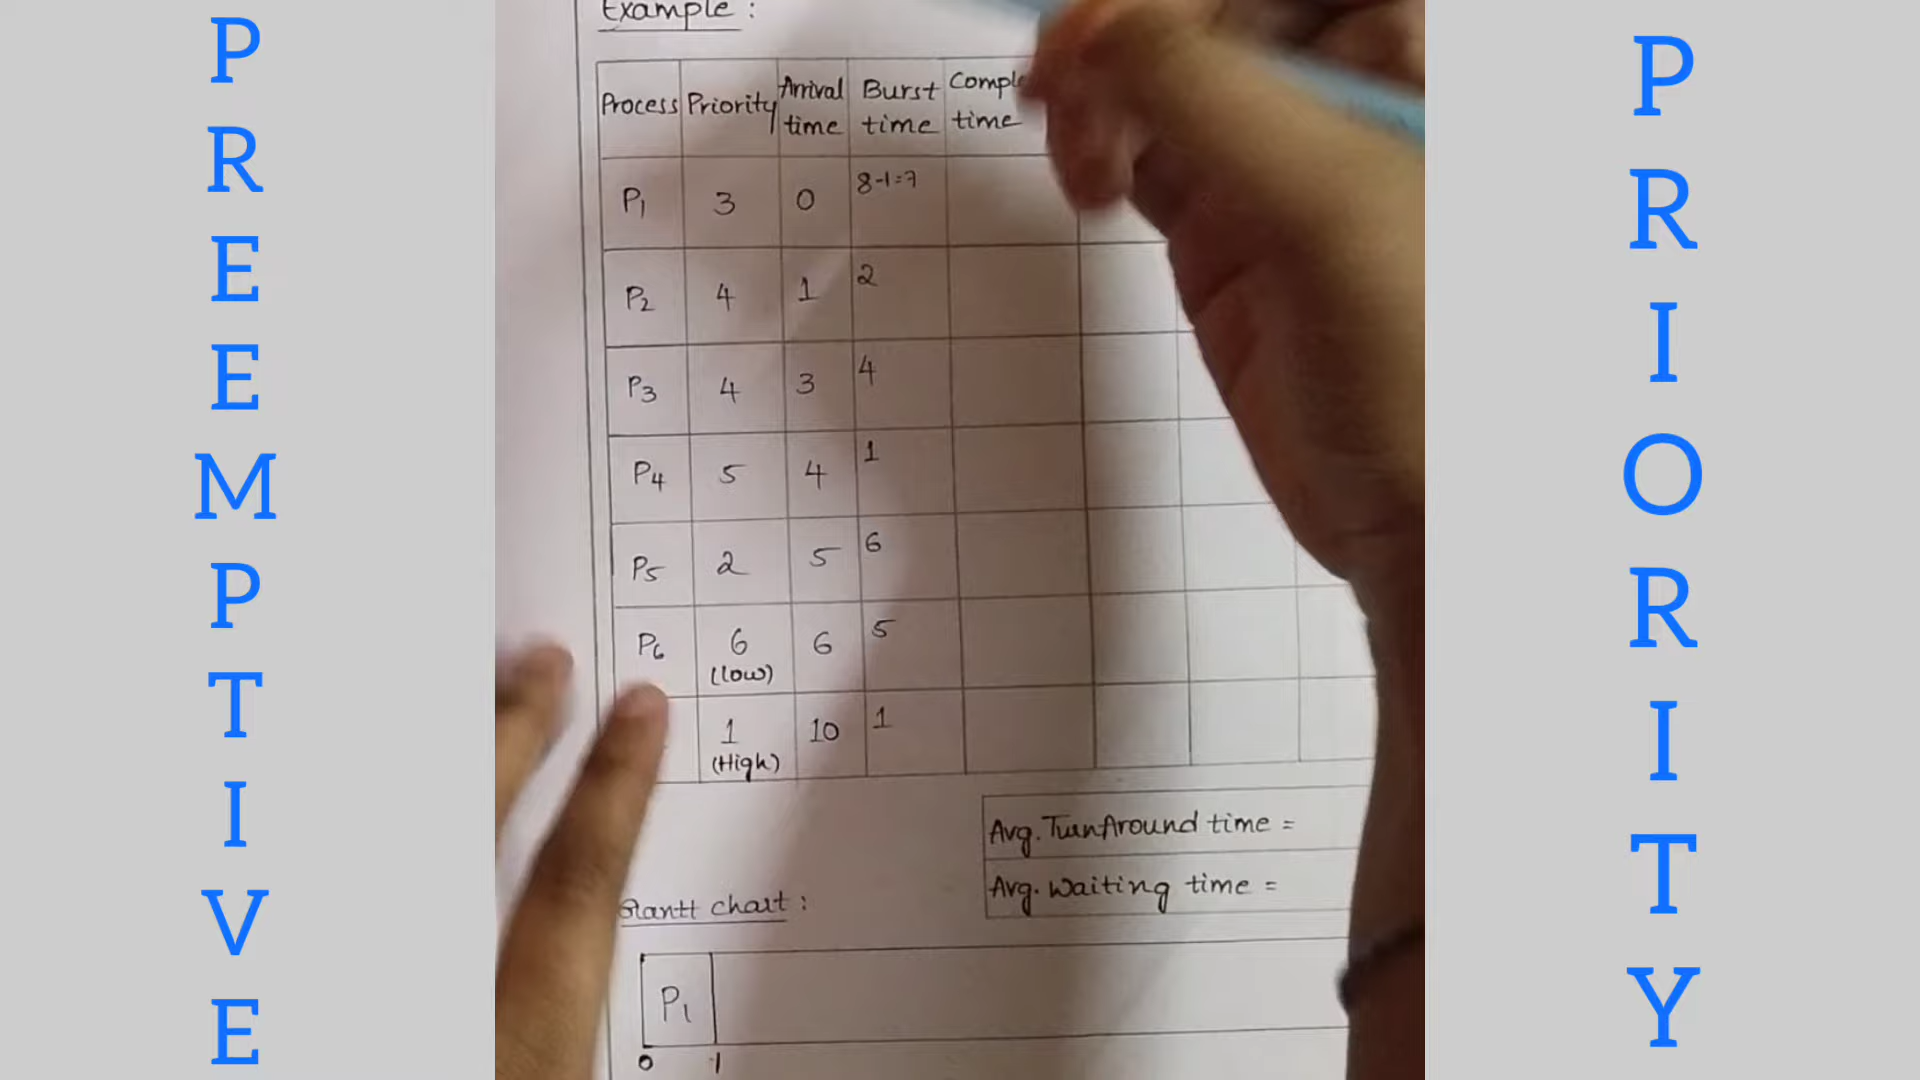 PREEMPTIVE
Example :
Process Priority Arrival time Burst time time
P1 3 0 8-1=7
P2 4 1 2
P3 4 3 4
P4 5 4 1
P5 2 5 6
P6 6 (low) 6 5
1 (High) 10 1
Avg. TurnAround time =
Avg. waiting time =
Gantt chart :
P1
0 1
PRIORITY